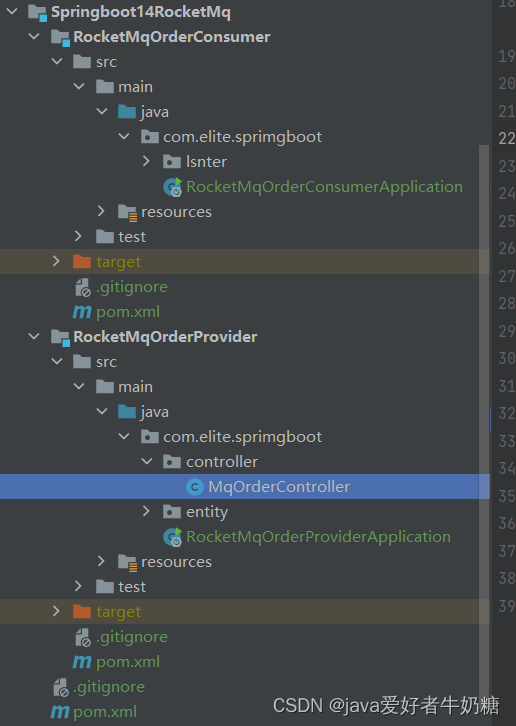 Springboot14RocketMq
18
RocketMqOrderConsumer
19
src
main
20
java
21
com.elite.sprimgboot
22
lsnter
23
RocketMqOrderConsumerApplication
24
resources
25
test
26
target
27
.gitignore
28
pom.xml
29
RocketMqOrderProvider
30
src
main
31
java
32
com.elite.sprimgboot
33
controller
34
MqOrderController
35
entity
36
RocketMqOrderProviderApplication
37
resources
38
test
39
target
.gitignore
pom.xml
.gitignore
pom.xml
CSDN @java爱好者牛奶糖